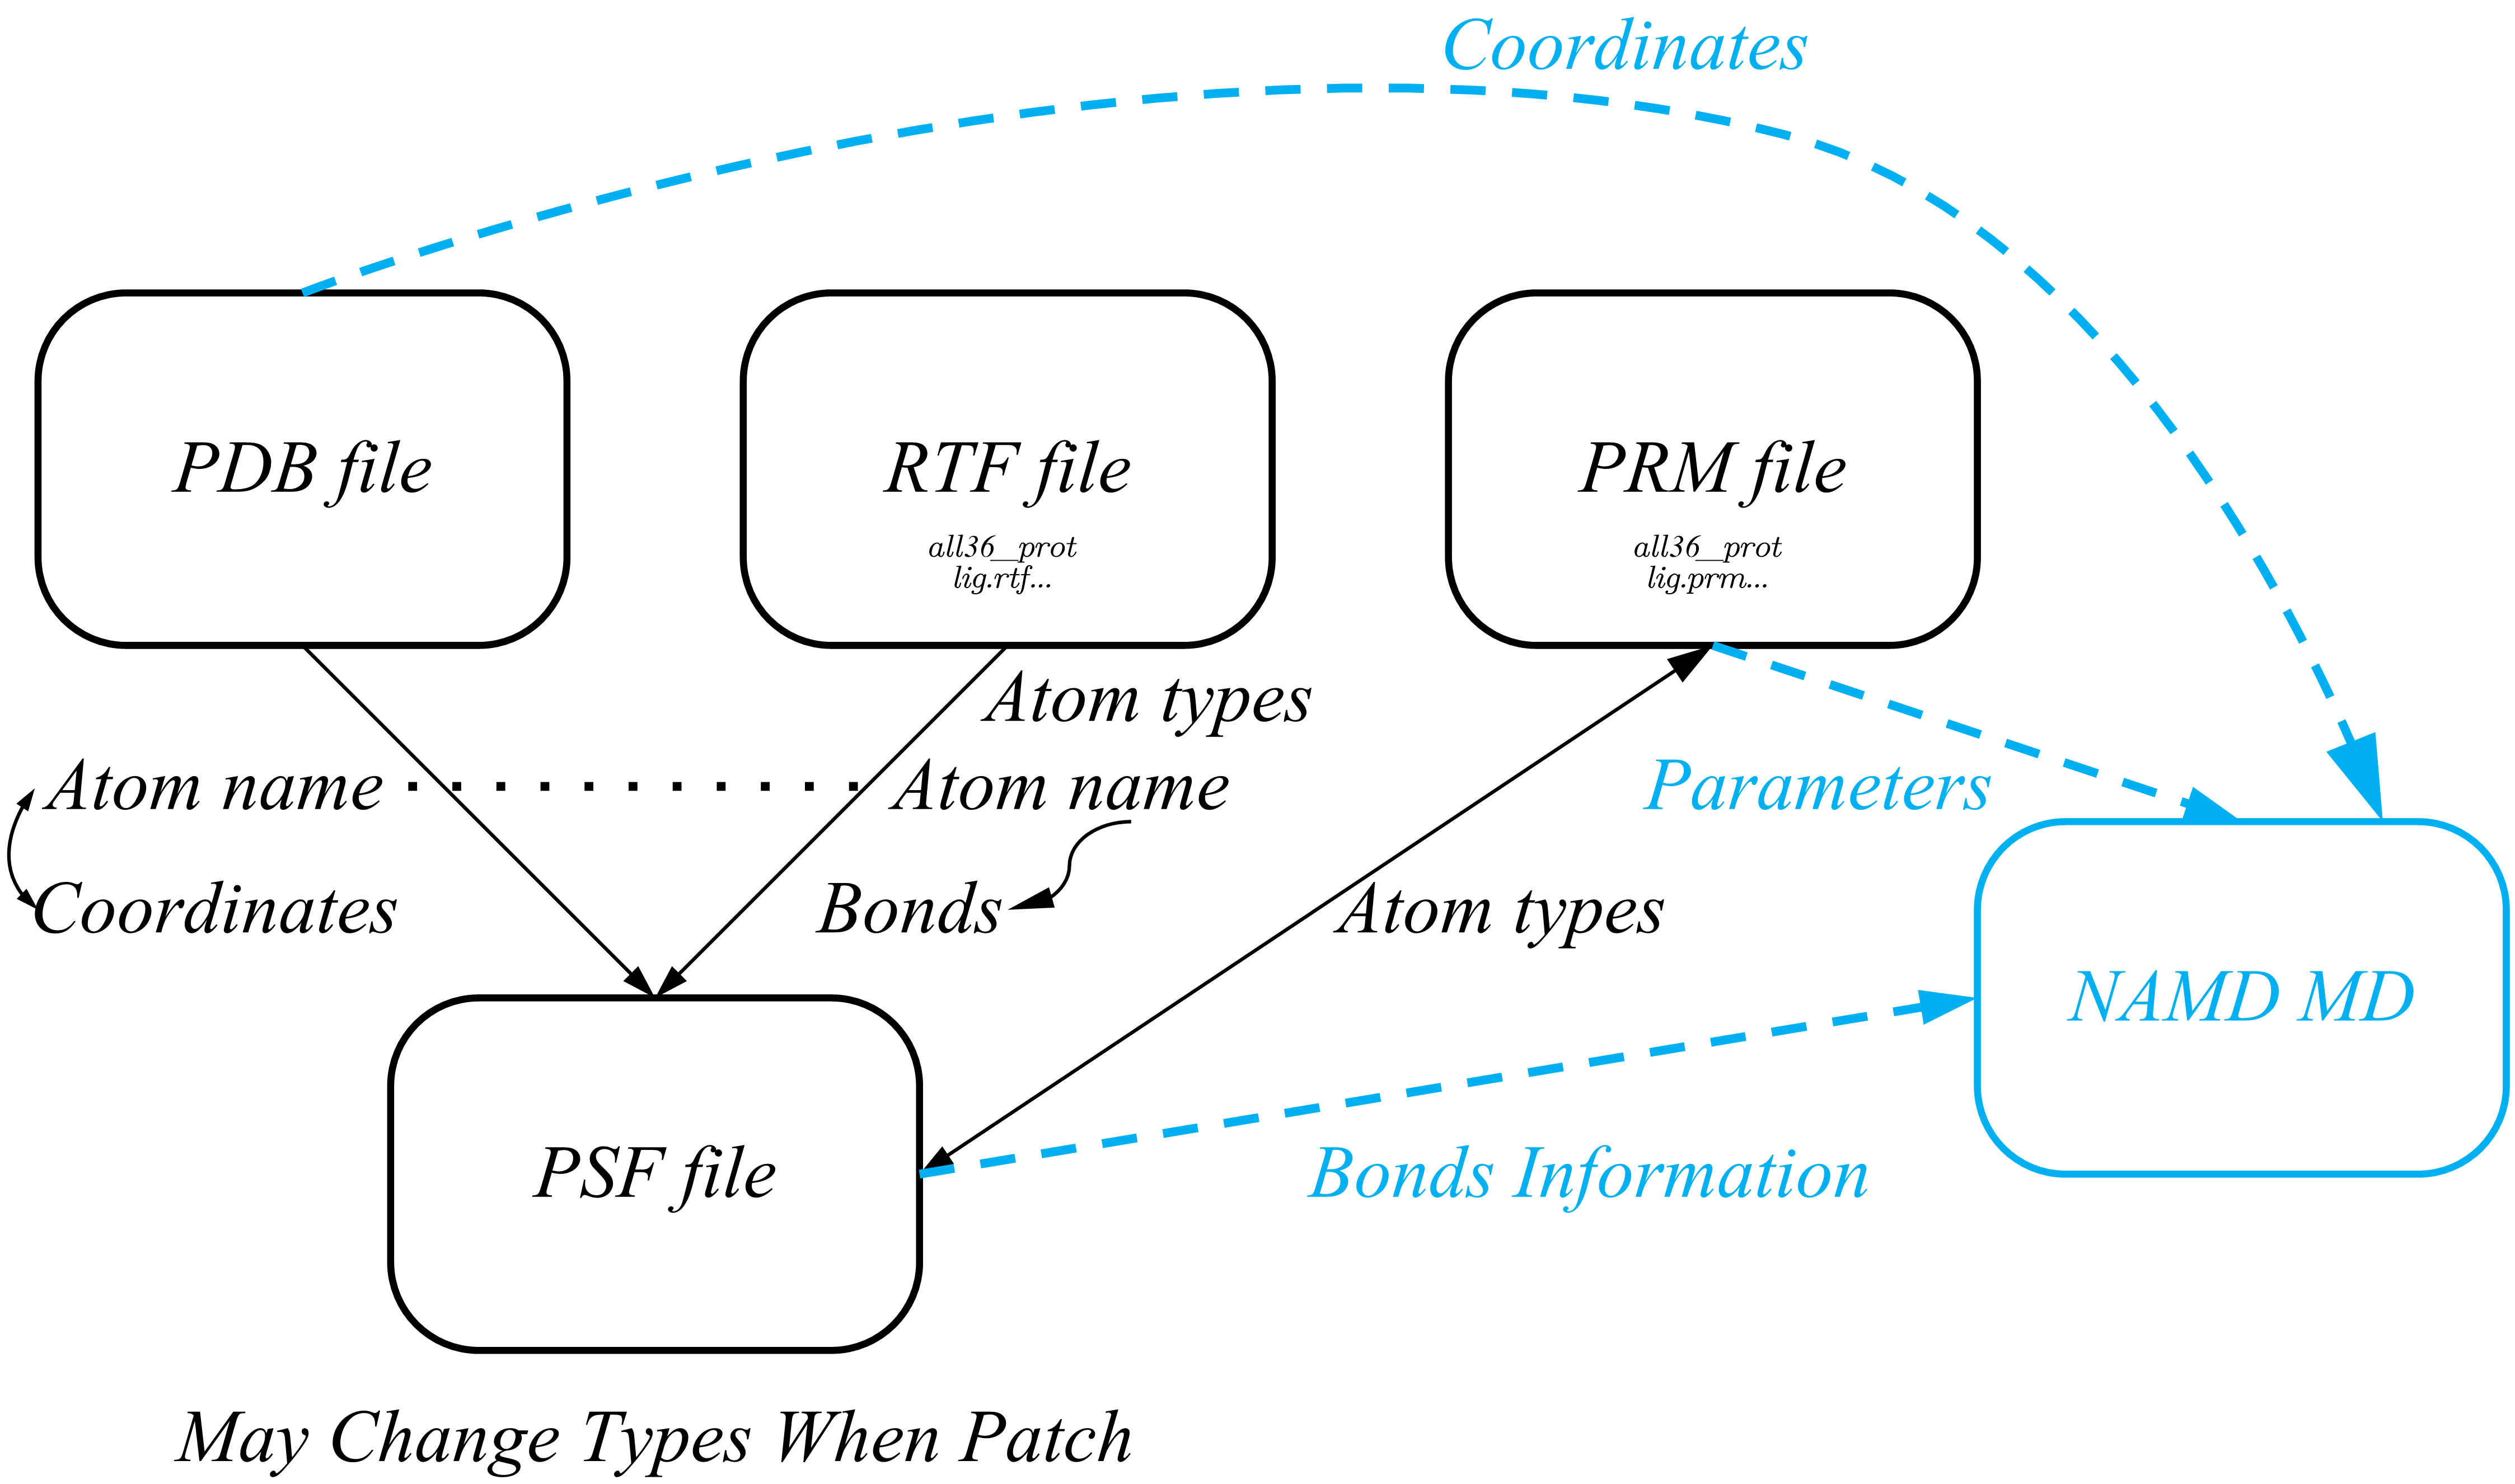 Coordinates
PDB file
RTF file
all36_prot
lig.rtf...
PRM file
all36_prot
lig.prm...
Atom types
Atom name
Atom name
Parameters
Coordinates
Bonds
Atom types
NAMD MD
PSF file
Bonds Information
May Change Types When Patch